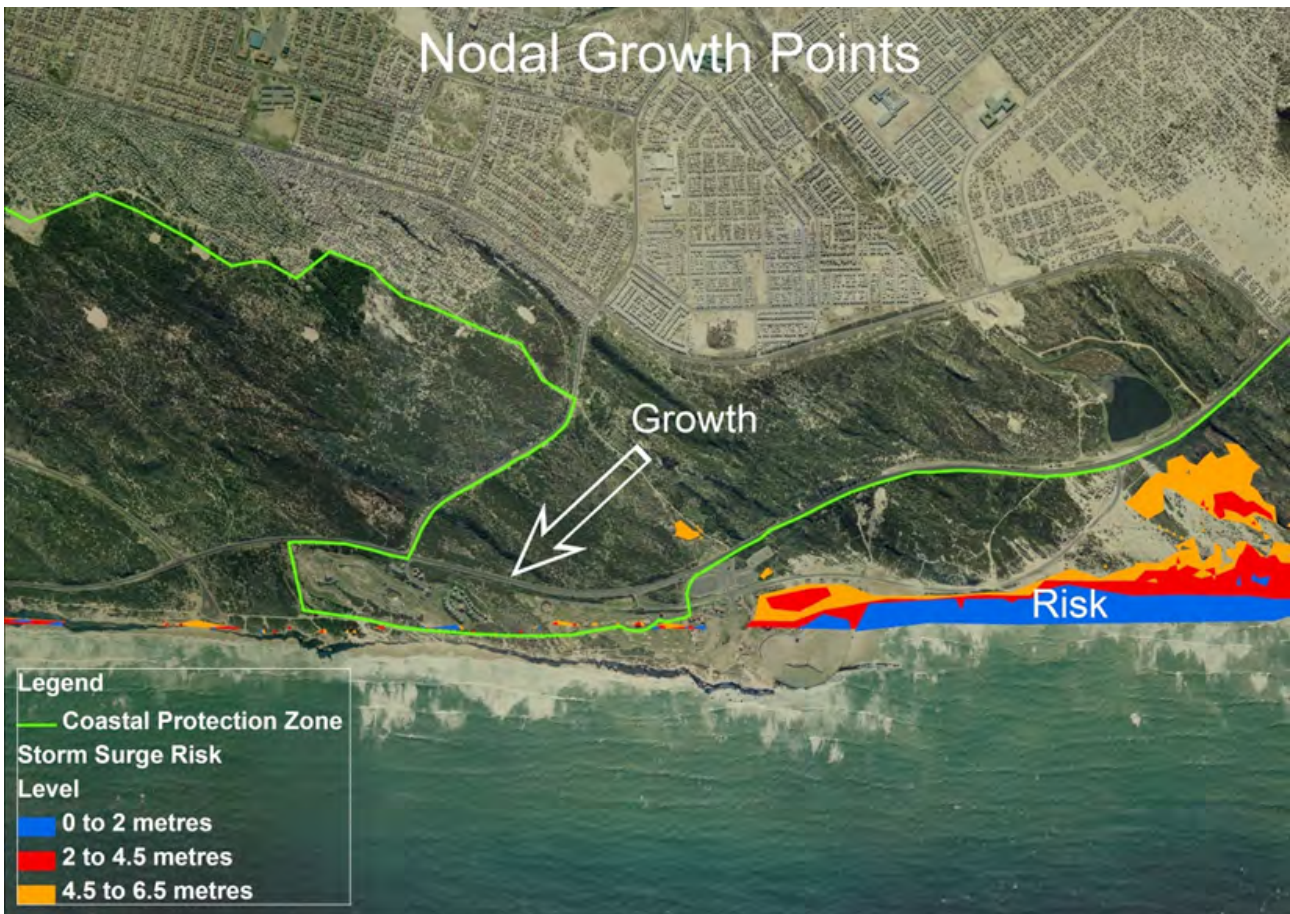 Nodal Growth Points
Growth
Risk
Legend
Coastal Protection Zone
Storm Surge Risk
Level
0 to 2 metres
2 to 4.5 metres
4.5 to 6.5 metres